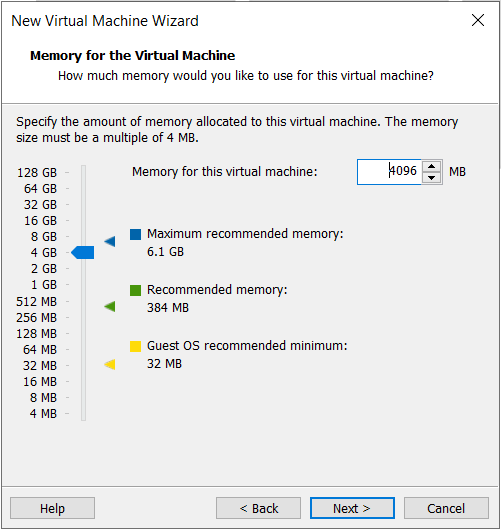 New Virtual Machine Wizard
Memory for the Virtual Machine
How much memory would you like to use for this virtual machine?
Specify the amount of memory allocated to this virtual machine. The memory
size must be a multiple of 4 MB.
Memory for this virtual machine: 4096 MB
128 GB
64 GB
32 GB
16 GB
8 GB
4 GB
2 GB
1 GB
512 MB
256 MB
128 MB
64 MB
32 MB
16 MB
8 MB
4 MB
Maximum recommended memory:
6.1 GB
Recommended memory:
384 MB
Guest OS recommended minimum:
32 MB
Help
< Back
Next >
Cancel